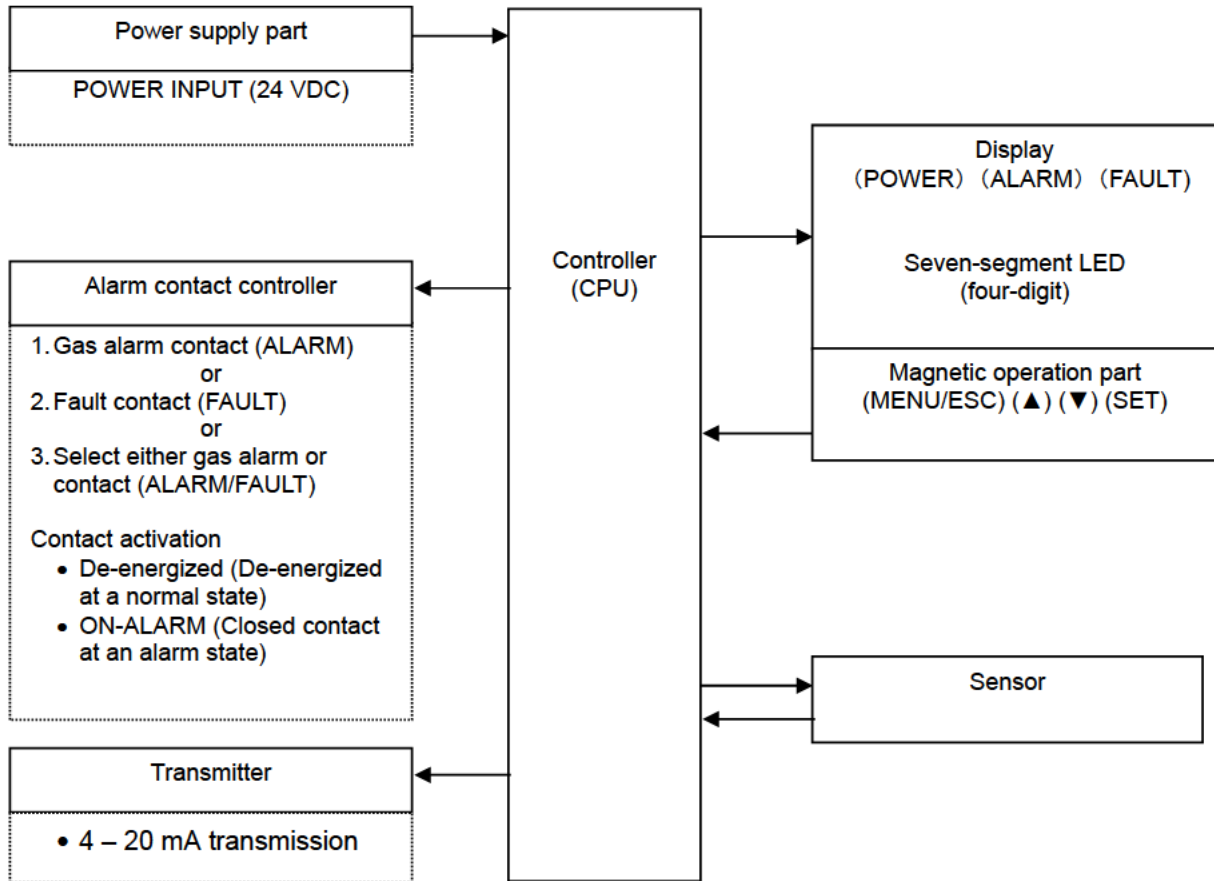 Power supply part
POWER INPUT (24 VDC)
Alarm contact controller
1. Gas alarm contact (ALARM)
or
2. Fault contact (FAULT)
or
3. Select either gas alarm or
contact (ALARM/FAULT)
Contact activation
• De-energized (De-energized
at a normal state)
• ON-ALARM (Closed contact
at an alarm state)
Transmitter
• 4 – 20 mA transmission
Controller
(CPU)
Display
（POWER）（ALARM）（FAULT）
Seven-segment LED
(four-digit)
Magnetic operation part
(MENU/ESC) (▲) (▼) (SET)
Sensor